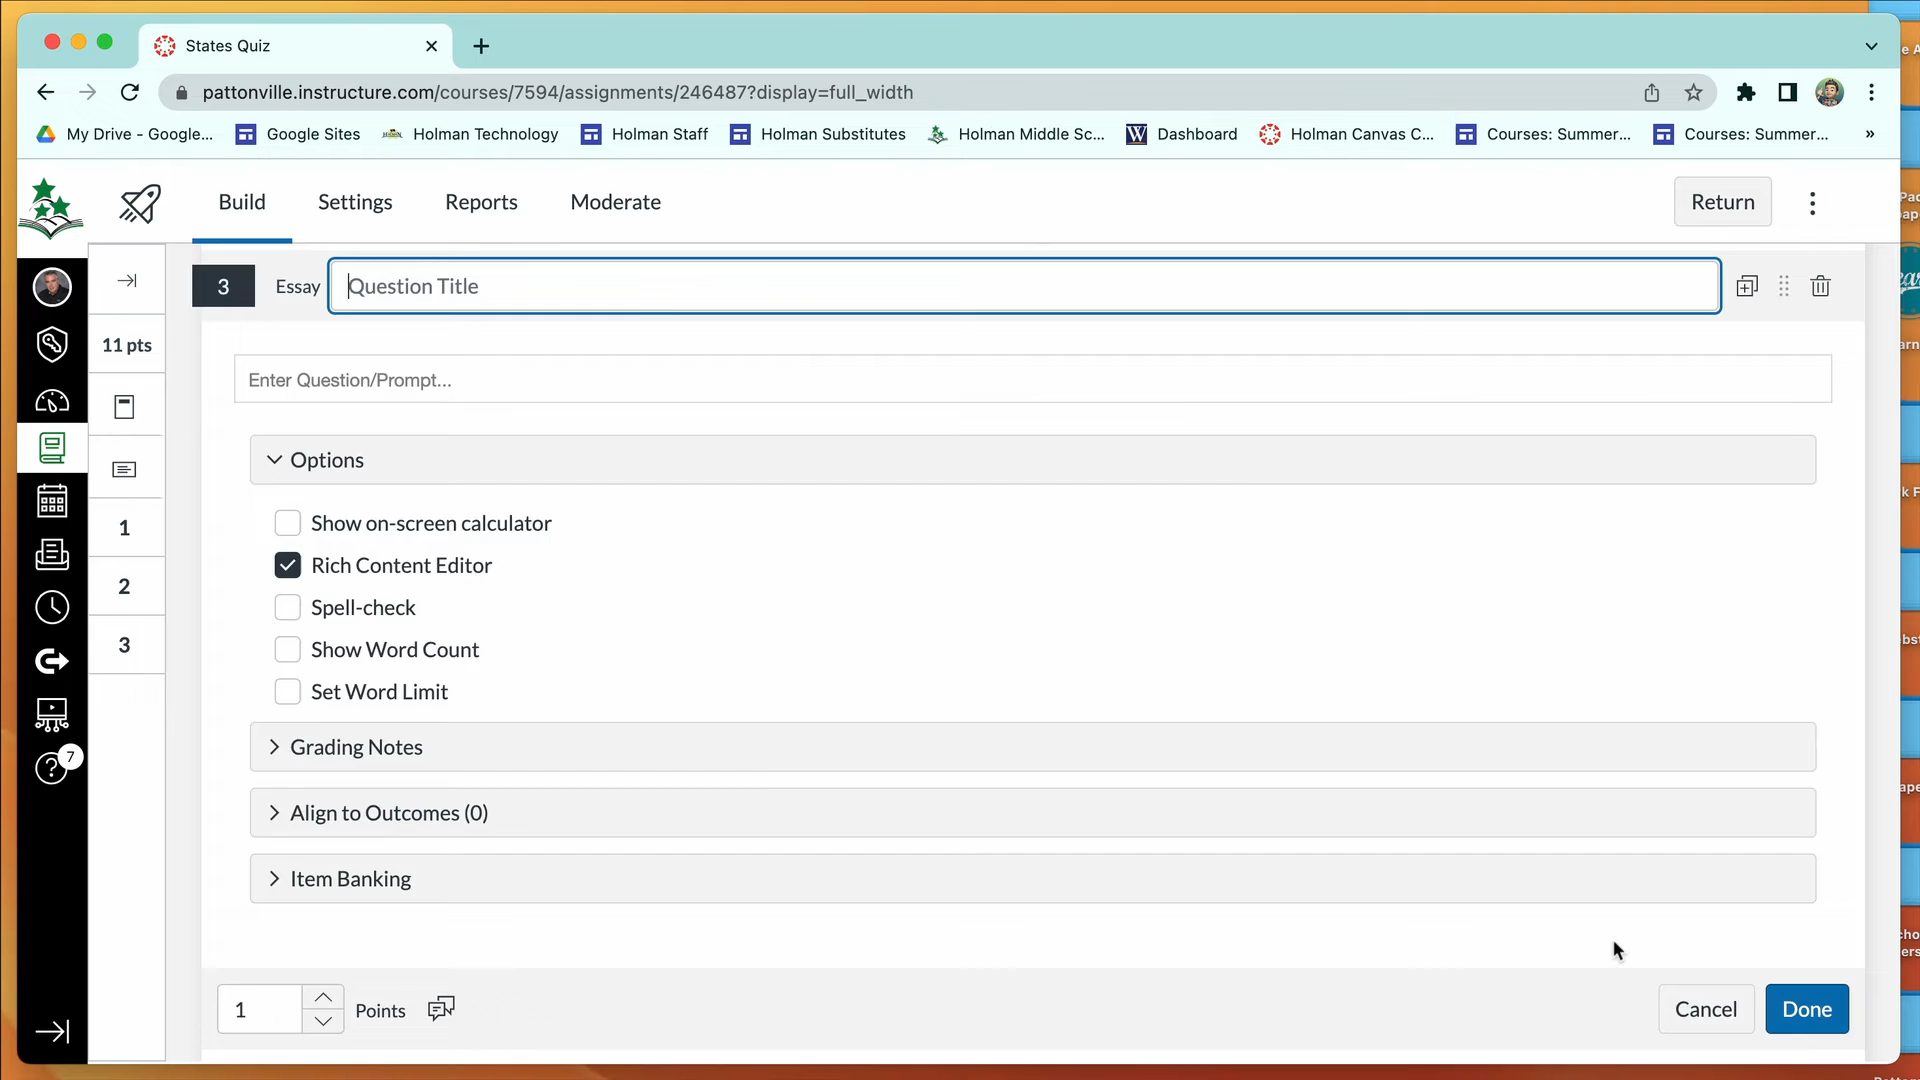 States Quiz
pattonville.instructure.com/courses/7594/assignments/246487?display=full_width
My Drive - Google... Google Sites Holman Technology Holman Staff Holman Substitutes Holman Middle Sc... Dashboard Holman Canvas C... Courses: Summer... Courses: Summer... »
Build Settings Reports Moderate Return
3 Essay Question Title
11 pts
Enter Question/Prompt...
Options
Show on-screen calculator
1
Rich Content Editor
2
Spell-check
3
Show Word Count
Set Word Limit
Grading Notes
7
Align to Outcomes (0)
Item Banking
1 Points Cancel Done